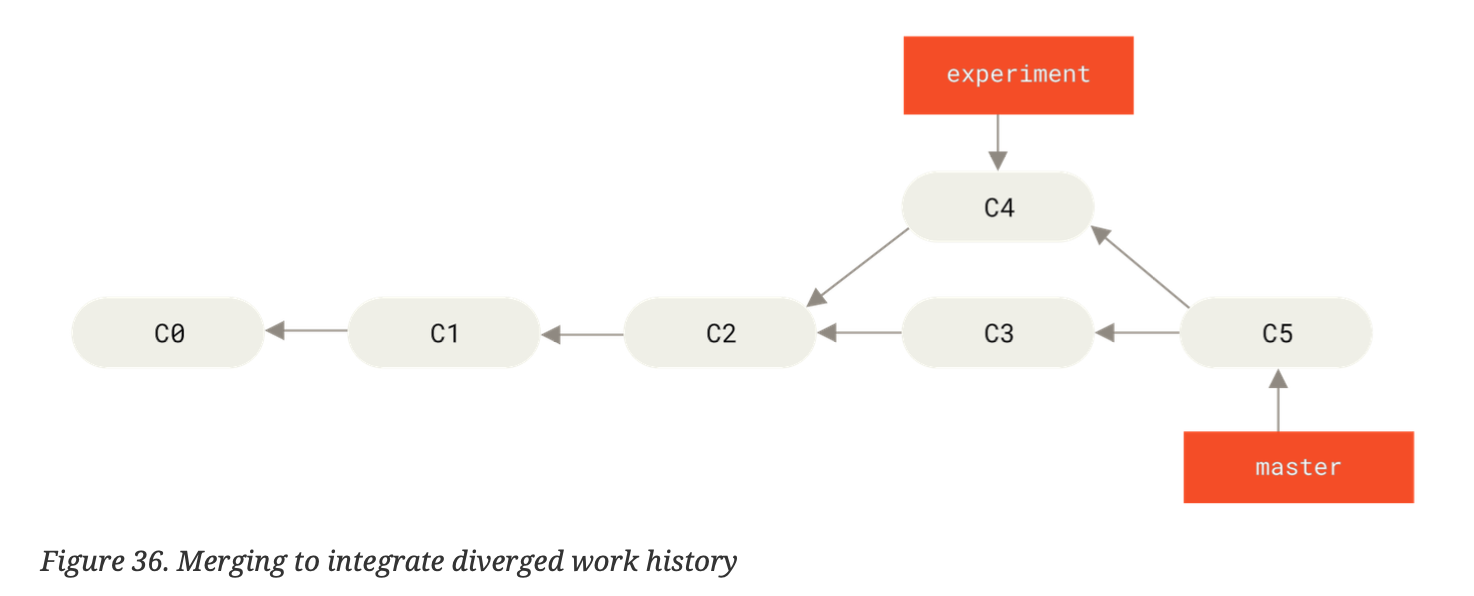 experiment
C4
C0
C1
C2
C3
C5
master
Figure 36. Merging to integrate diverged work history